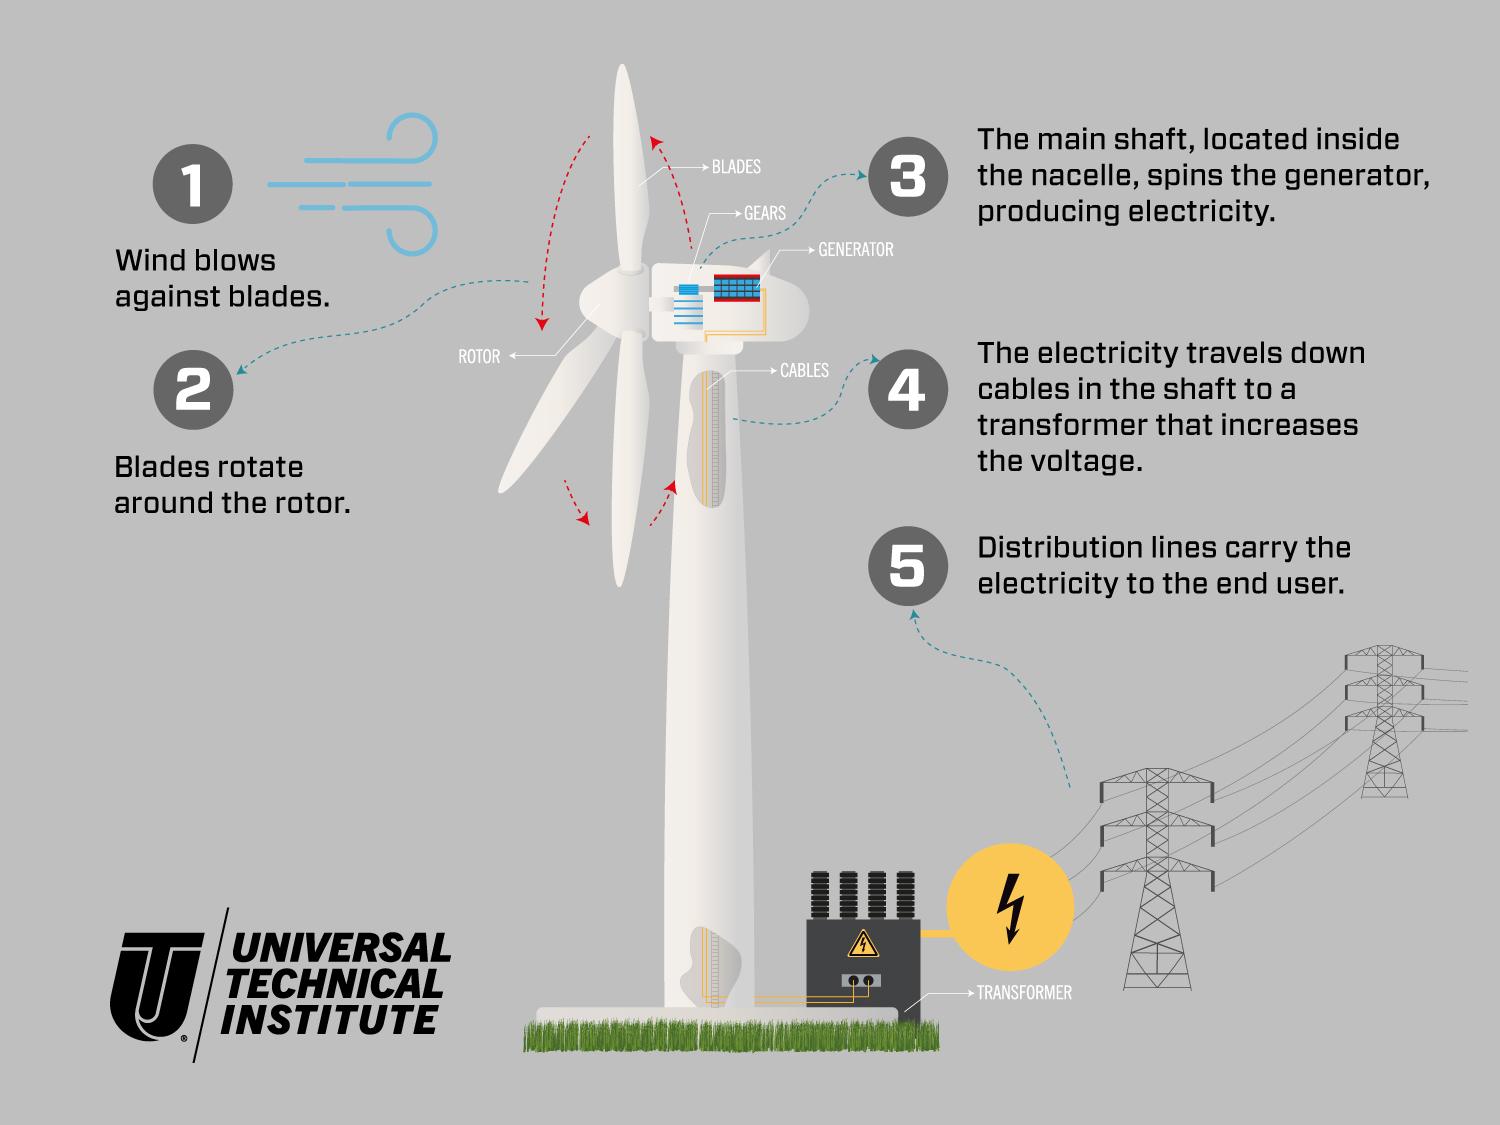 1
Wind blows
against blades.
2
Blades rotate
around the rotor.
BLADES
GEARS
GENERATOR
ROTOR
CABLES
3
The main shaft, located inside
the nacelle, spins the generator,
producing electricity.
4
The electricity travels down
cables in the shaft to a
transformer that increases
the voltage.
5
Distribution lines carry the
electricity to the end user.
TRANSFORMER
UNIVERSAL
TECHNICAL
INSTITUTE
®